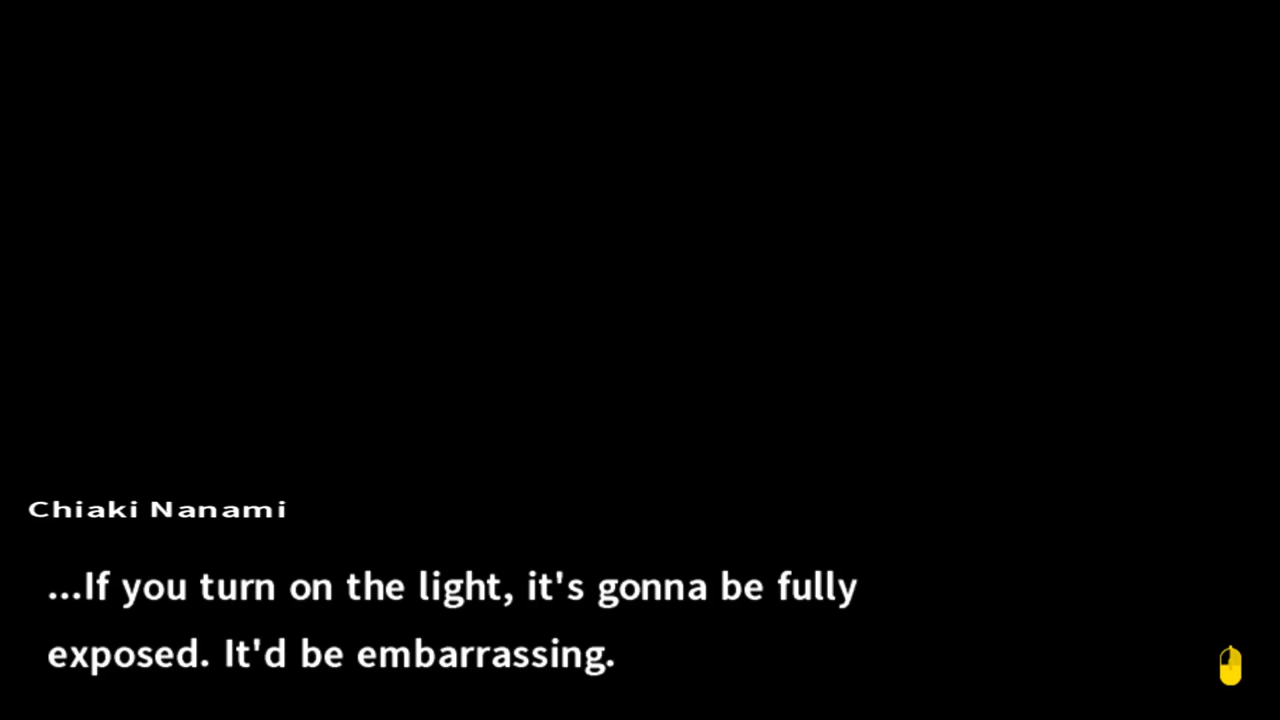 Chiaki Nanami
...If you turn on the light, it's gonna be fully
exposed. It'd be embarrassing.